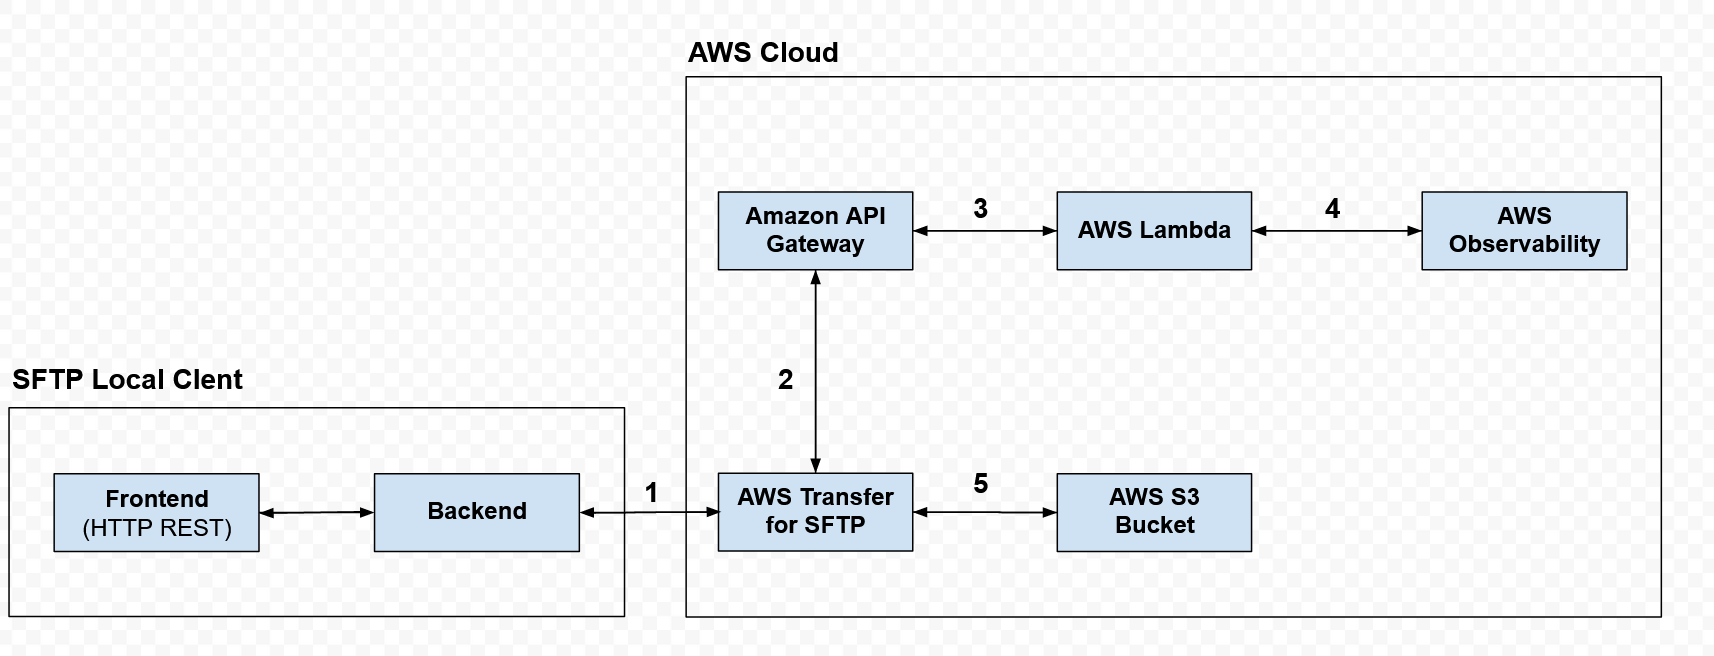 AWS Cloud
Amazon API
Gateway
3
AWS Lambda
4
AWS
Observability
2
SFTP Local Clent
Frontend
(HTTP REST)
Backend
1
AWS Transfer
for SFTP
5
AWS S3
Bucket